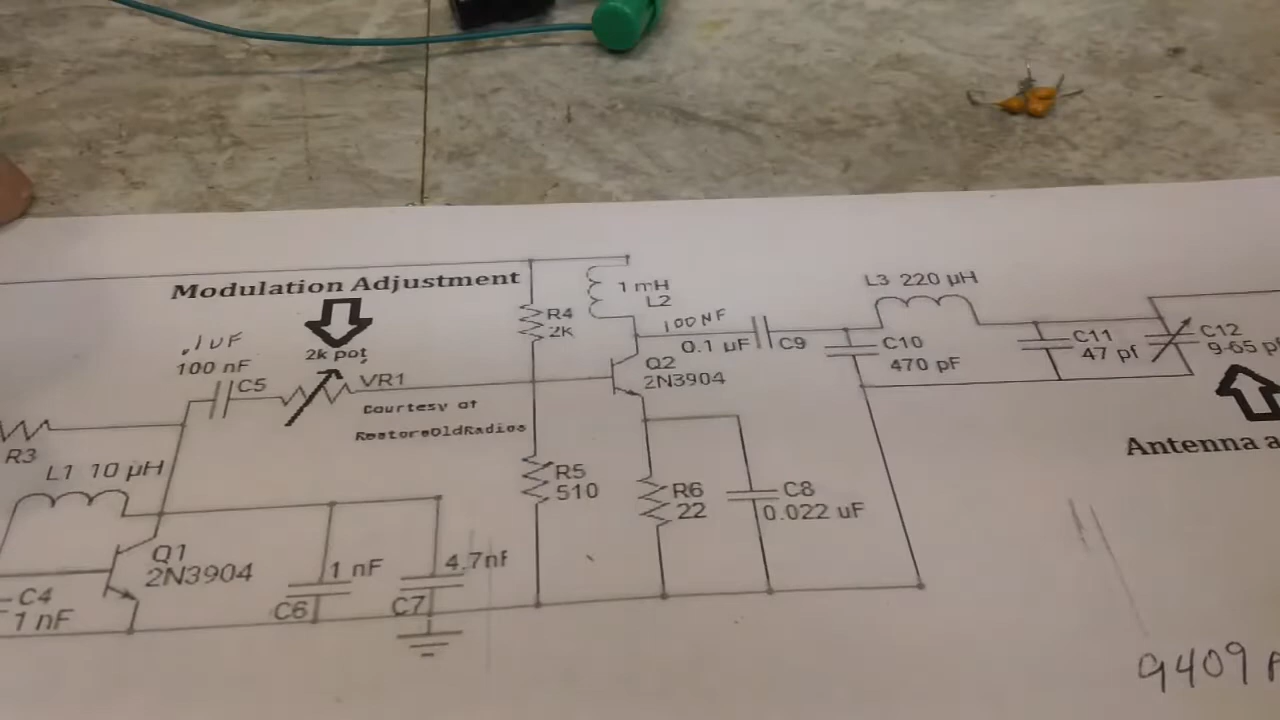 Modulation Adjustment
.1UF
100 nF
C5
2k pot
VR1
Courtesy of
RestoreOldRadios
R3
L1 10 µH
Q1
2N3904
C4
1 nF
C6
1 nF
C7
4.7nF
R4
2K
1 mH
L2
100NF
0.1 µF
C9
Q2
2N3904
R5
510
R6
22
C8
0.022 uF
L3 220 µH
C10
470 pF
C11
47 pf
C12
9-65 pF
Antenna a
9409